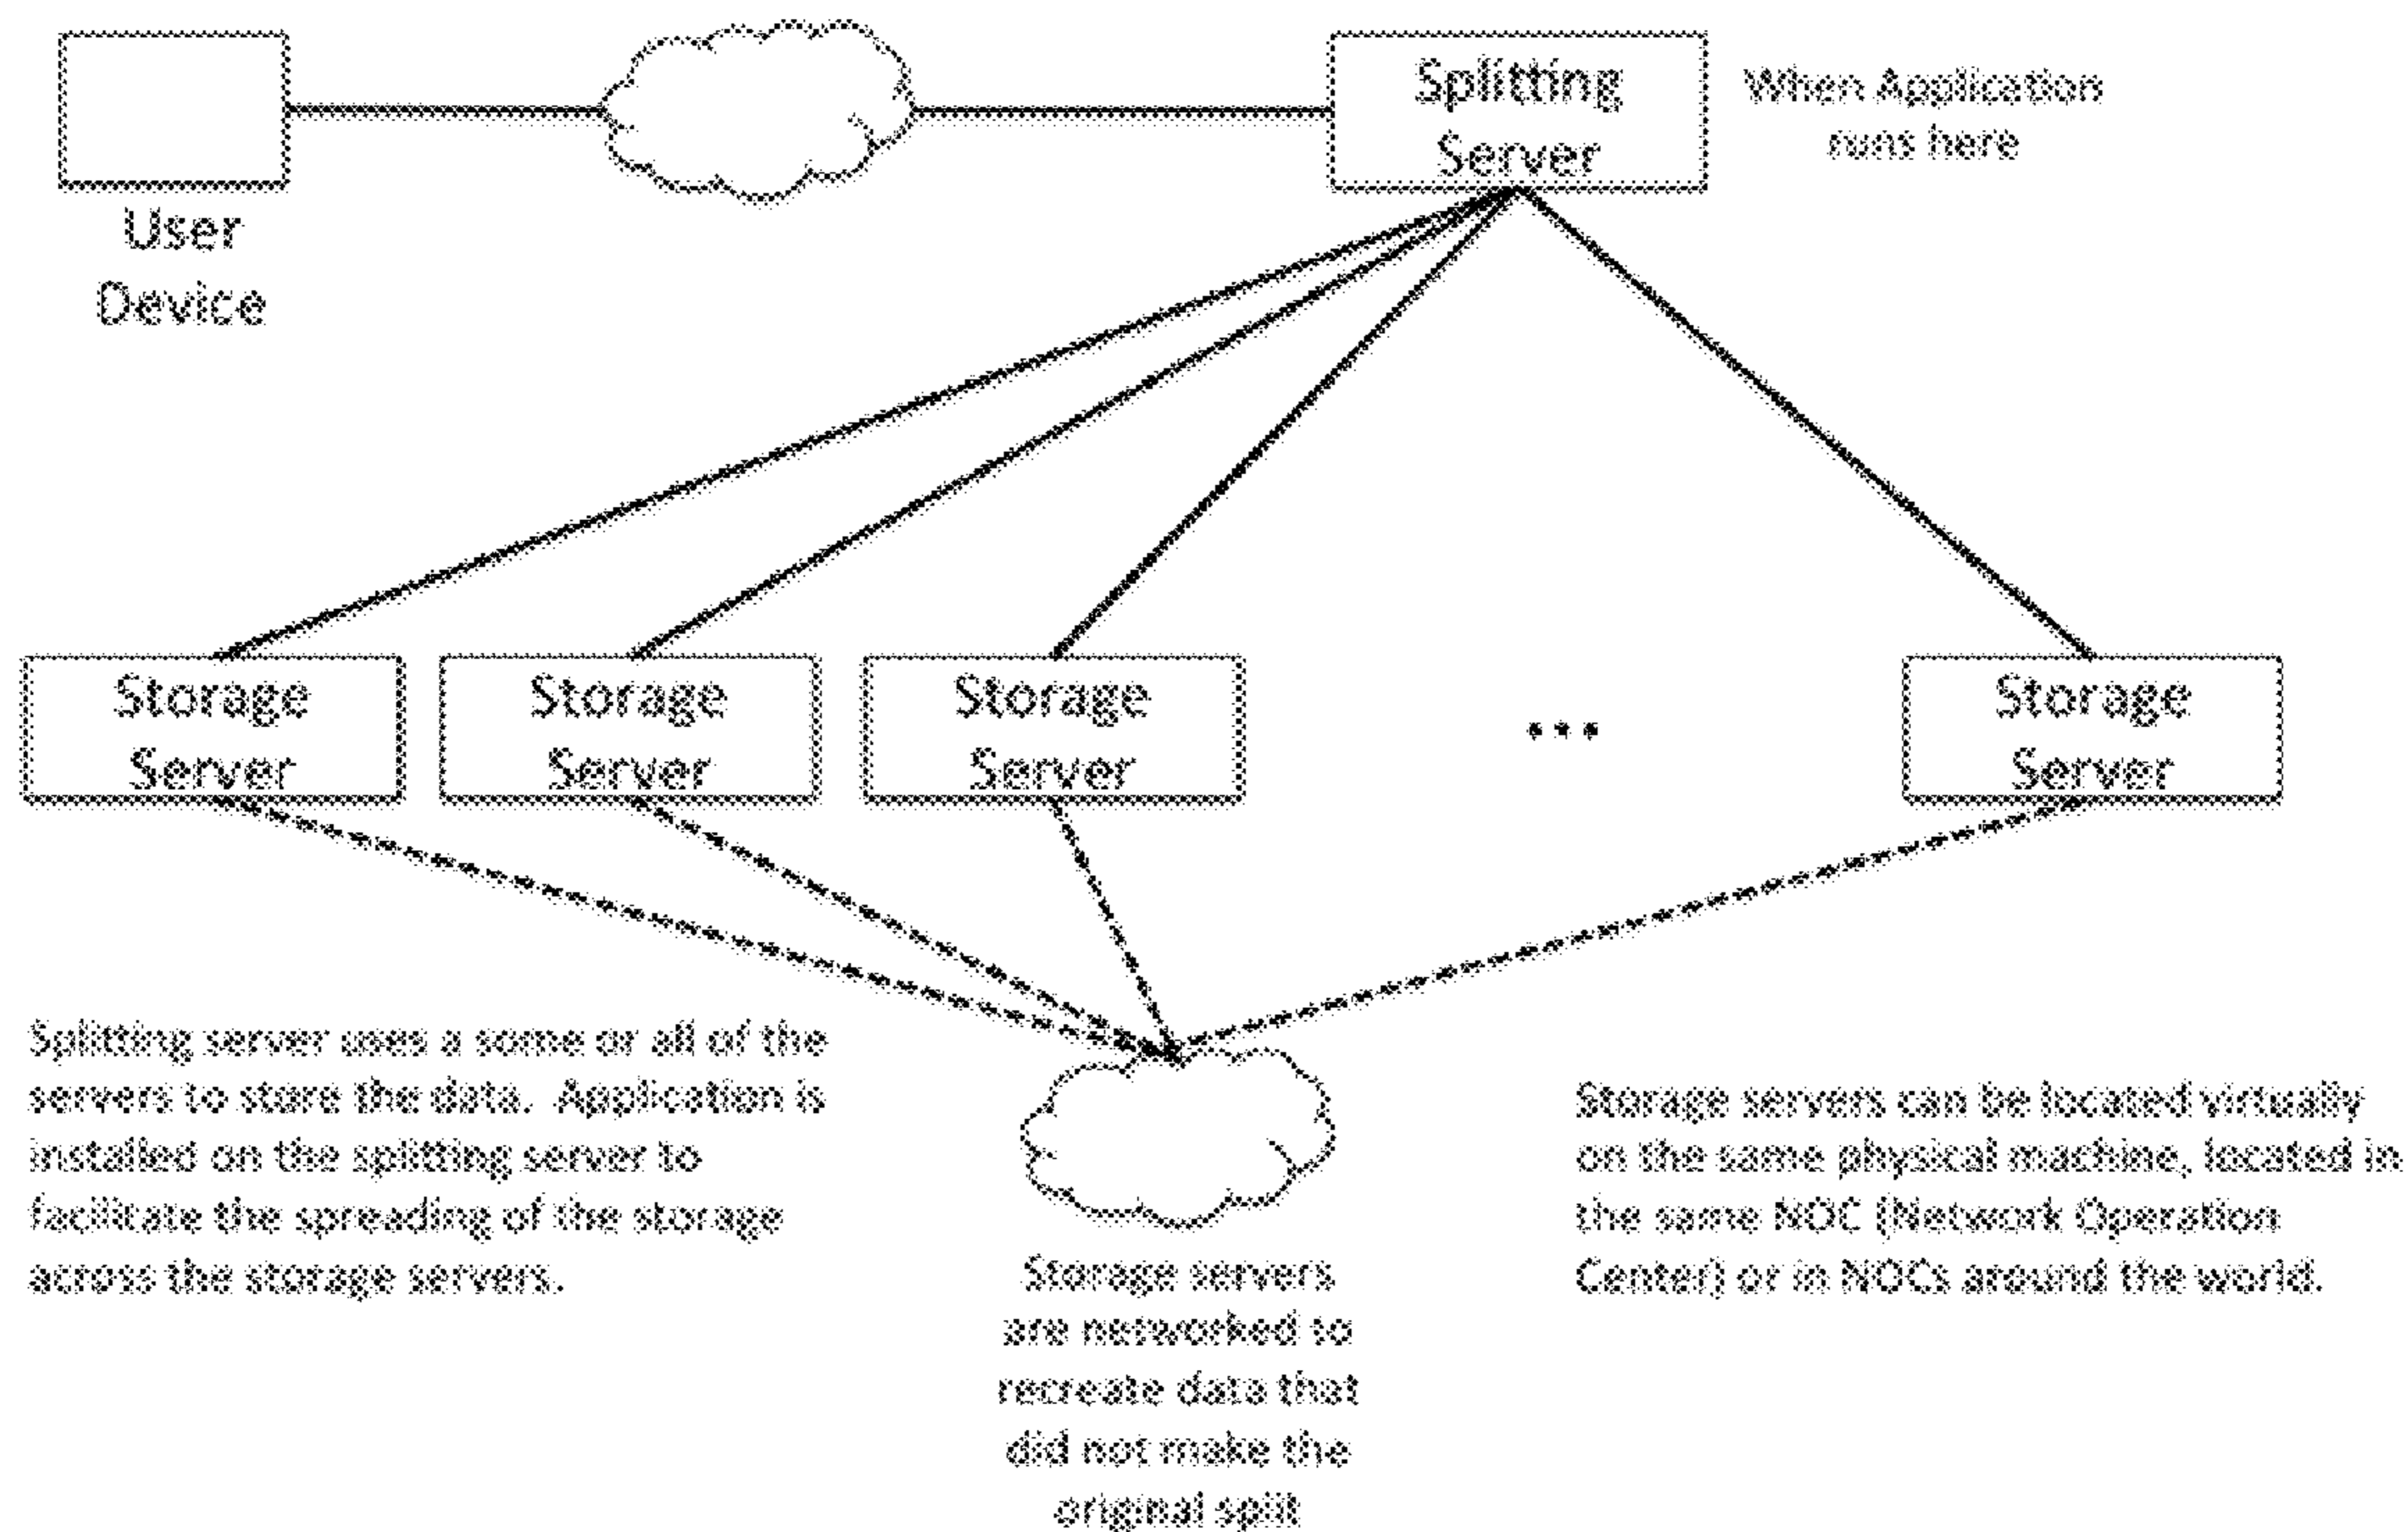 Splitting
Server
When Application
runs here
User
Device
Storage
Server
Storage
Server
Storage
Server
...
Storage
Server
Splitting server uses a some or all of the
servers to store the data. Application is
installed on the splitting server to
facilitate the spreading of the storage
across the storage servers.
Storage servers
are networked to
recreate data that
did not make the
original split
Storage servers can be located virtually
on the same physical machine, located in
the same NOC (Network Operation
Center) or in NOCs around the world.